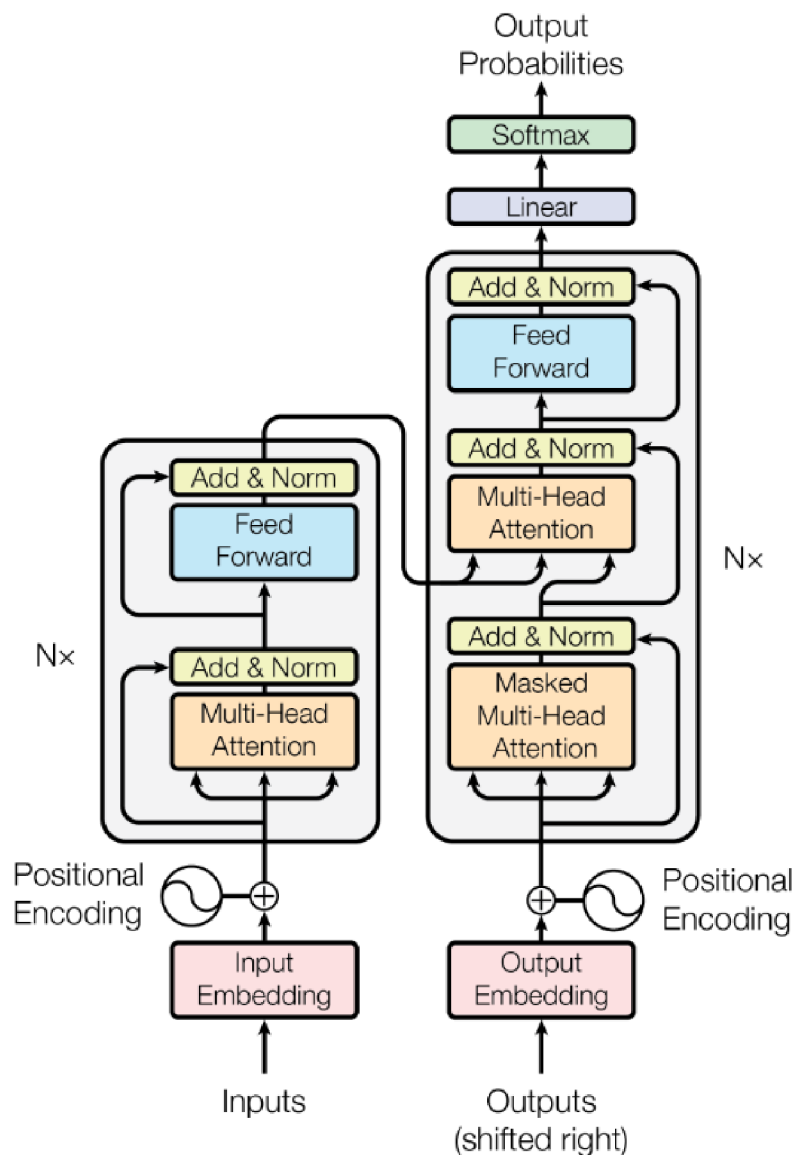 Output
Probabilities
Softmax
Linear
Add & Norm
Feed
Forward
Add & Norm
Multi-Head
Attention
Nx
Add & Norm
Masked
Multi-Head
Attention
Add & Norm
Feed
Forward
Nx
Add & Norm
Multi-Head
Attention
Positional
Encoding
Positional
Encoding
Input
Embedding
Output
Embedding
Inputs
Outputs
(shifted right)